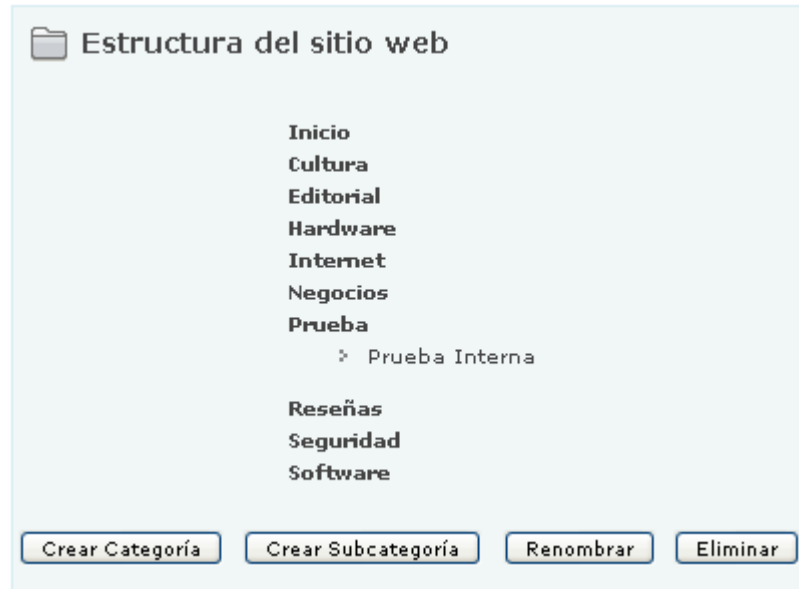 Estructura del sitio web
Inicio
Cultura
Editorial
Hardware
Internet
Negocios
Prueba
Prueba Interna
Reseñas
Seguridad
Software
Crear Categoría Crear Subcategoría Renombrar Eliminar